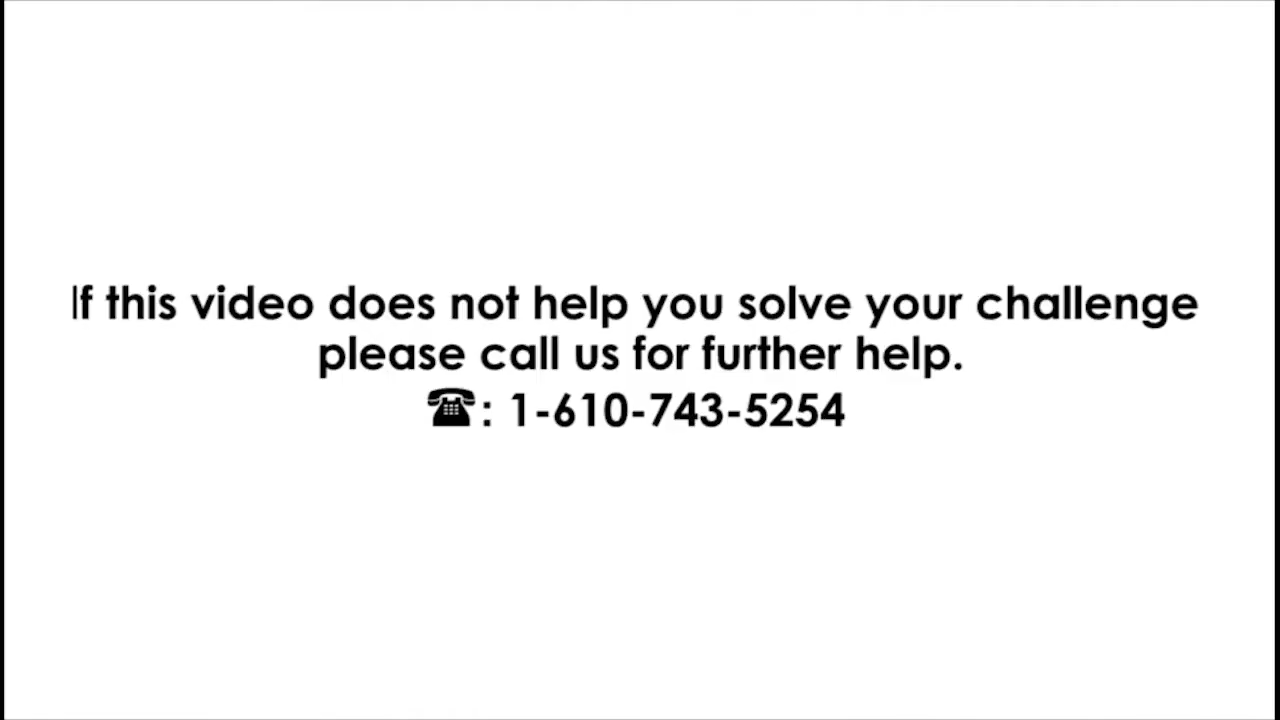 If this video does not help you solve your challenge
please call us for further help.
☎: 1-610-743-5254